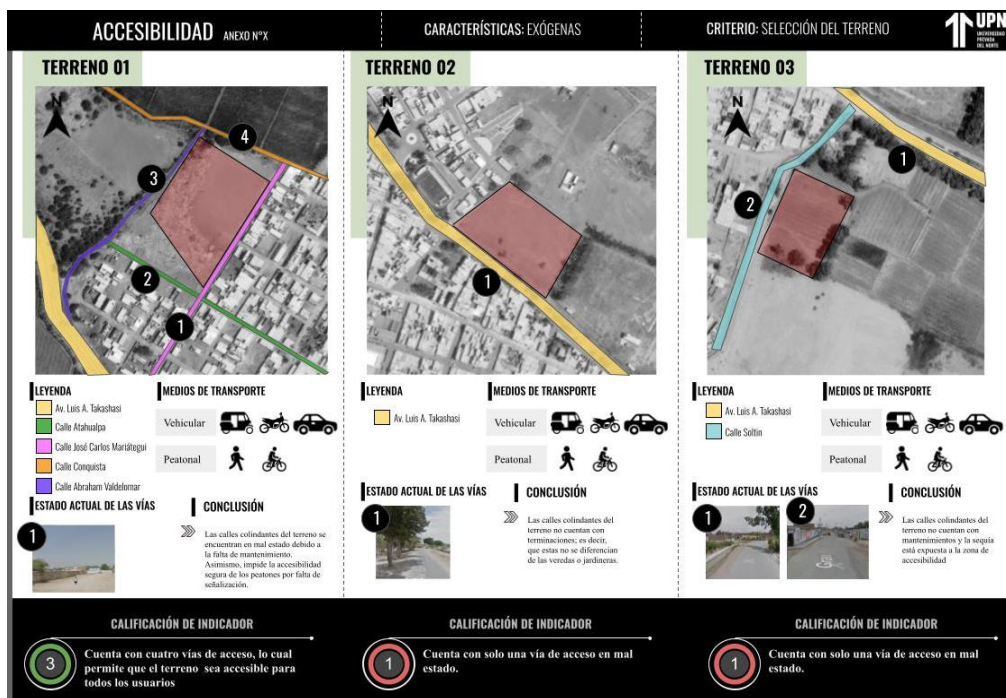 ACCESIBILIDAD ANEXO N°X
CARACTERÍSTICAS: EXÓGENAS
CRITERIO: SELECCIÓN DEL TERRENO
UPN
UNIVERSIDAD
PRIVADA
DEL NORTE
TERRENO 01
N
4
3
2
1
LEYENDA
Av. Luis A. Takashasi
Calle Atahualpa
Calle José Carlos Mariátegui
Calle Conquista
Calle Abraham Valdelomar
MEDIOS DE TRANSPORTE
Vehicular
Peatonal
ESTADO ACTUAL DE LAS VÍAS
1
CONCLUSIÓN
Las calles colindantes del terreno se
encuentran en mal estado debido a
la falta de mantenimiento.
Asimismo, impide la accesibilidad
segura de los peatones por falta de
señalización.
CALIFICACIÓN DE INDICADOR
3
Cuenta con cuatro vías de acceso, lo cual
permite que el terreno sea accesible para
todos los usuarios
TERRENO 02
N
1
LEYENDA
Av. Luis A. Takashasi
MEDIOS DE TRANSPORTE
Vehicular
Peatonal
ESTADO ACTUAL DE LAS VÍAS
1
CONCLUSIÓN
Las calles colindantes del
terreno no cuentan con
terminaciones; es decir,
que estas no se diferencian
de las veredas o jardineras.
CALIFICACIÓN DE INDICADOR
1
Cuenta con solo una vía de acceso en mal
estado.
TERRENO 03
N
1
2
LEYENDA
Av. Luis A. Takashasi
Calle Soltin
MEDIOS DE TRANSPORTE
Vehicular
Peatonal
ESTADO ACTUAL DE LAS VÍAS
1
2
CONCLUSIÓN
Las calles colindantes del
terreno no cuentan con
mantenimientos y la sequía
está expuesta a la zona de
accesibilidad
CALIFICACIÓN DE INDICADOR
1
Cuenta con solo una vía de acceso en mal
estado.